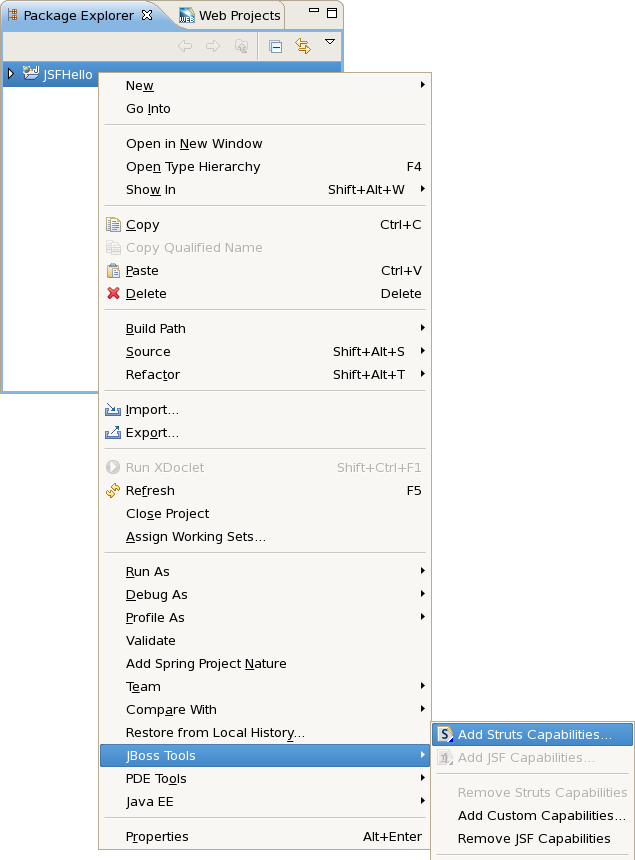 Package Explorer Web Projects
JSFHello
New
Go Into
Open in New Window
Open Type Hierarchy F4
Show In Shift+Alt+W
Copy Ctrl+C
Copy Qualified Name
Paste Ctrl+V
Delete Delete
Build Path
Source Shift+Alt+S
Refactor Shift+Alt+T
Import...
Export...
Run XDoclet Shift+Ctrl+F1
Refresh F5
Close Project
Assign Working Sets...
Run As
Debug As
Profile As
Validate
Add Spring Project Nature
Team
Compare With
Restore from Local History...
JBoss Tools
PDE Tools
Java EE
Properties Alt+Enter
Add Struts Capabilities...
Add JSF Capabilities...
Remove Struts Capabilities
Add Custom Capabilities...
Remove JSF Capabilities